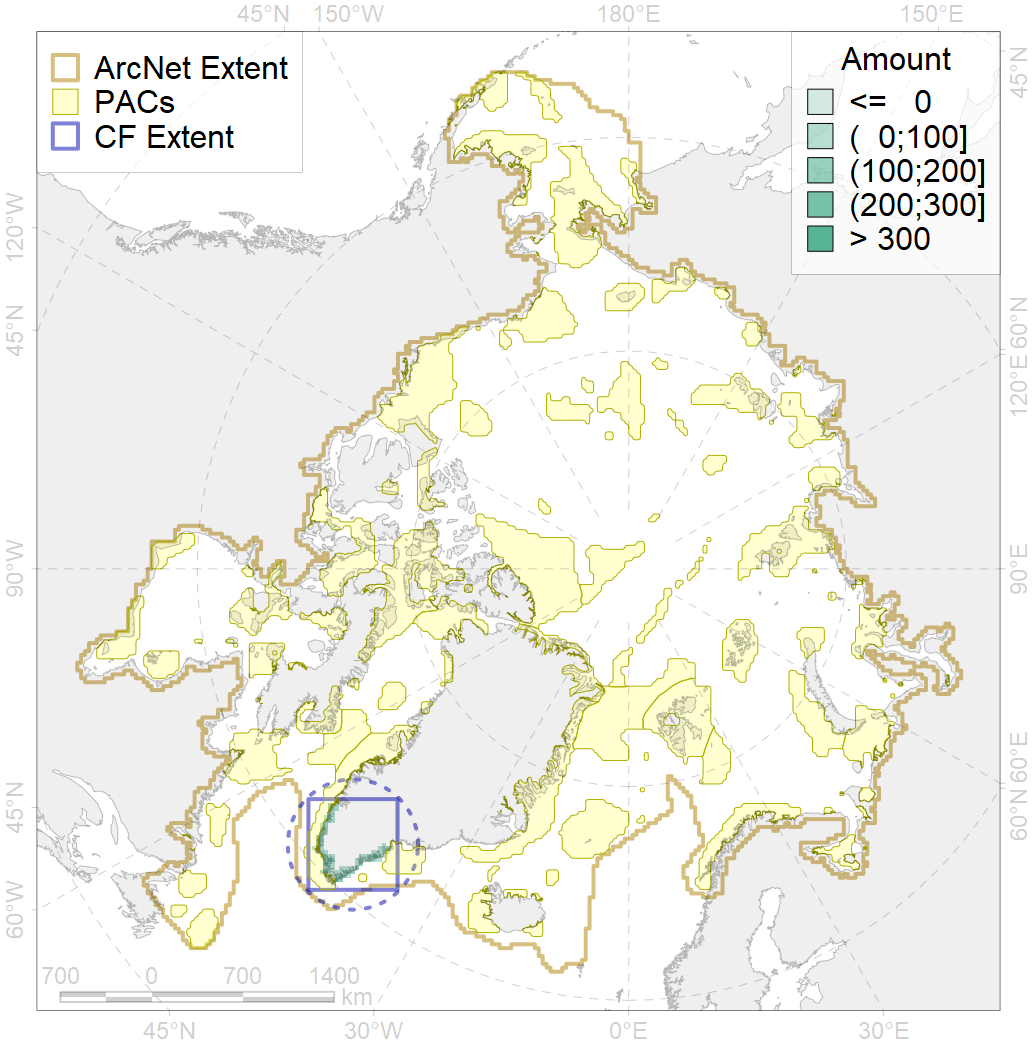 45°N 150°W 180°E 150°E
ArcNet Extent
PACs
CF Extent
Amount
<= 0
( 0;100]
(100;200]
(200;300]
> 300
45°N
120°W
60°N
45°N
120°E
90°W
90°E
60°E
45°N
60°N
60°W
700 0 700 1400
km
45°N 30°W 0°E 30°E